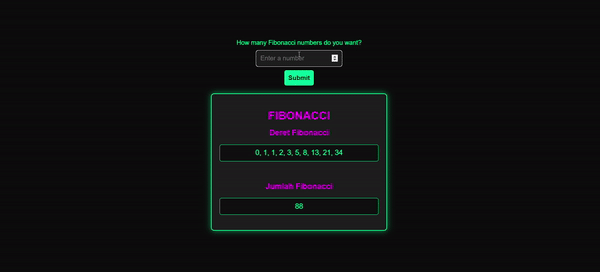 How many Fibonacci numbers do you want?
Enter a number
Submit
FIBONACCI
Deret Fibonacci
0, 1, 1, 2, 3, 5, 8, 13, 21, 34
Jumlah Fibonacci
88